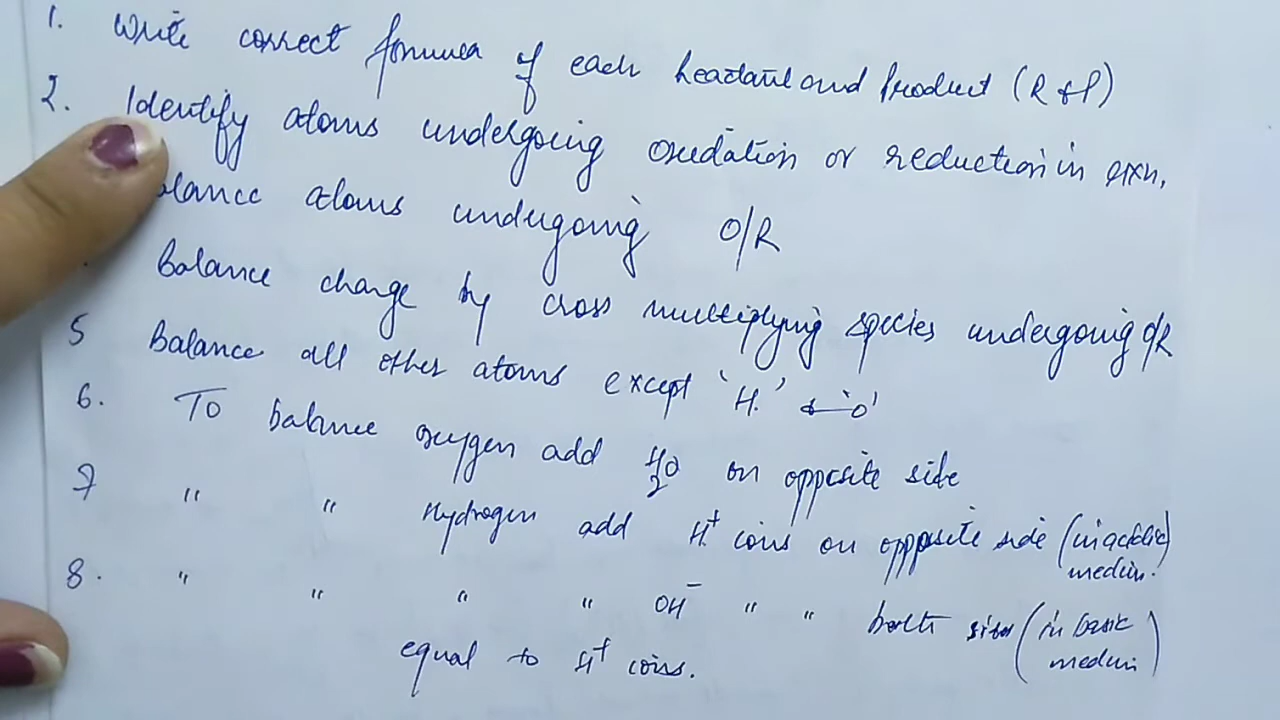 1. Write correct formula of each Reactant and Product (R & P)
2. Identify atoms undergoing oxidation or reduction in rxn.
alance atoms undergoing O/R
Balance charge by cross multiplying species undergoing O/R
5 Balance all other atoms except 'H' & 'O'
6. To balance oxygen add H2O on opposite side
7 " " Hydrogen add H+ ions on opposite side (in acidic medium.)
8. " " " " OH- " " both sides (in basic medium)
equal to H+ ions.